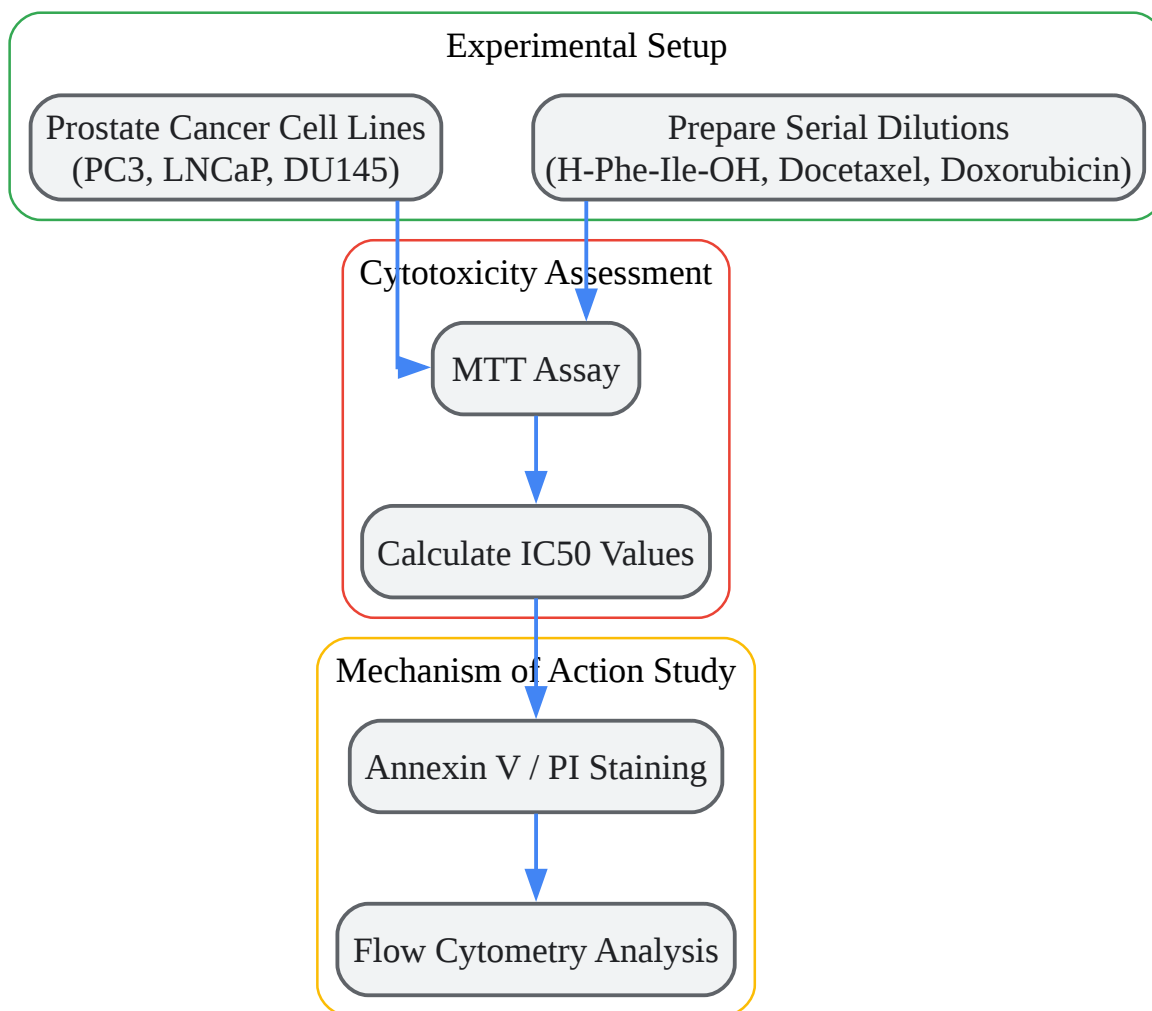 Experimental Setup
Prostate Cancer Cell Lines
(PC3, LNCaP, DU145)
Prepare Serial Dilutions
(H-Phe-Ile-OH, Docetaxel, Doxorubicin)
Cytotoxicity Assessment
MTT Assay
Calculate IC50 Values
Mechanism of Action Study
Annexin V / PI Staining
Flow Cytometry Analysis